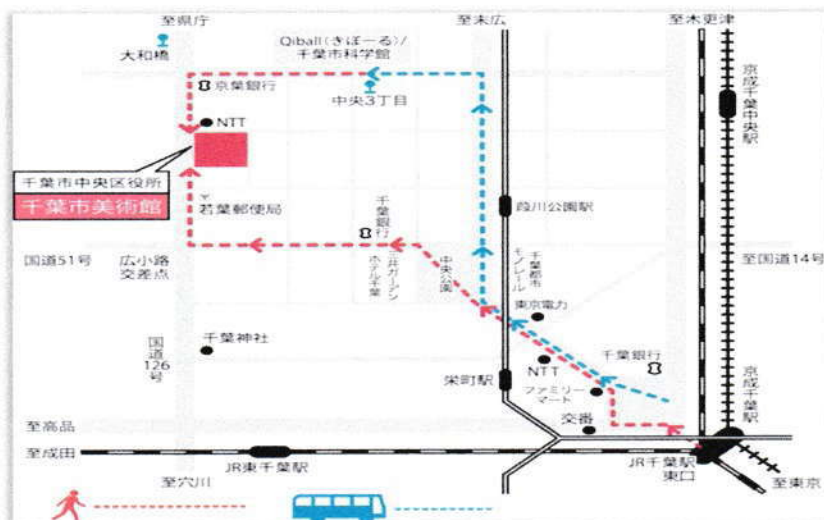 至県庁
至末広
至木更津
大和橋
Qiball(きぼーる)/
千葉市科学館
京葉銀行
中央3丁目
NTT
京成千葉中央駅
千葉市中央区役所
千葉市美術館
〒
若葉郵便局
千葉銀行
葭川公園駅
国道51号
広小路
交差点
三井ガーデン
ホテル千葉
中央公園
千葉都市
モノレール
至国道14号
東京電力
国道126号
千葉神社
栄町駅
NTT
千葉銀行
ファミリー
マート
京成千葉駅
交番
至高品
至成田
JR東千葉駅
JR千葉駅
東口
至穴川
至東京